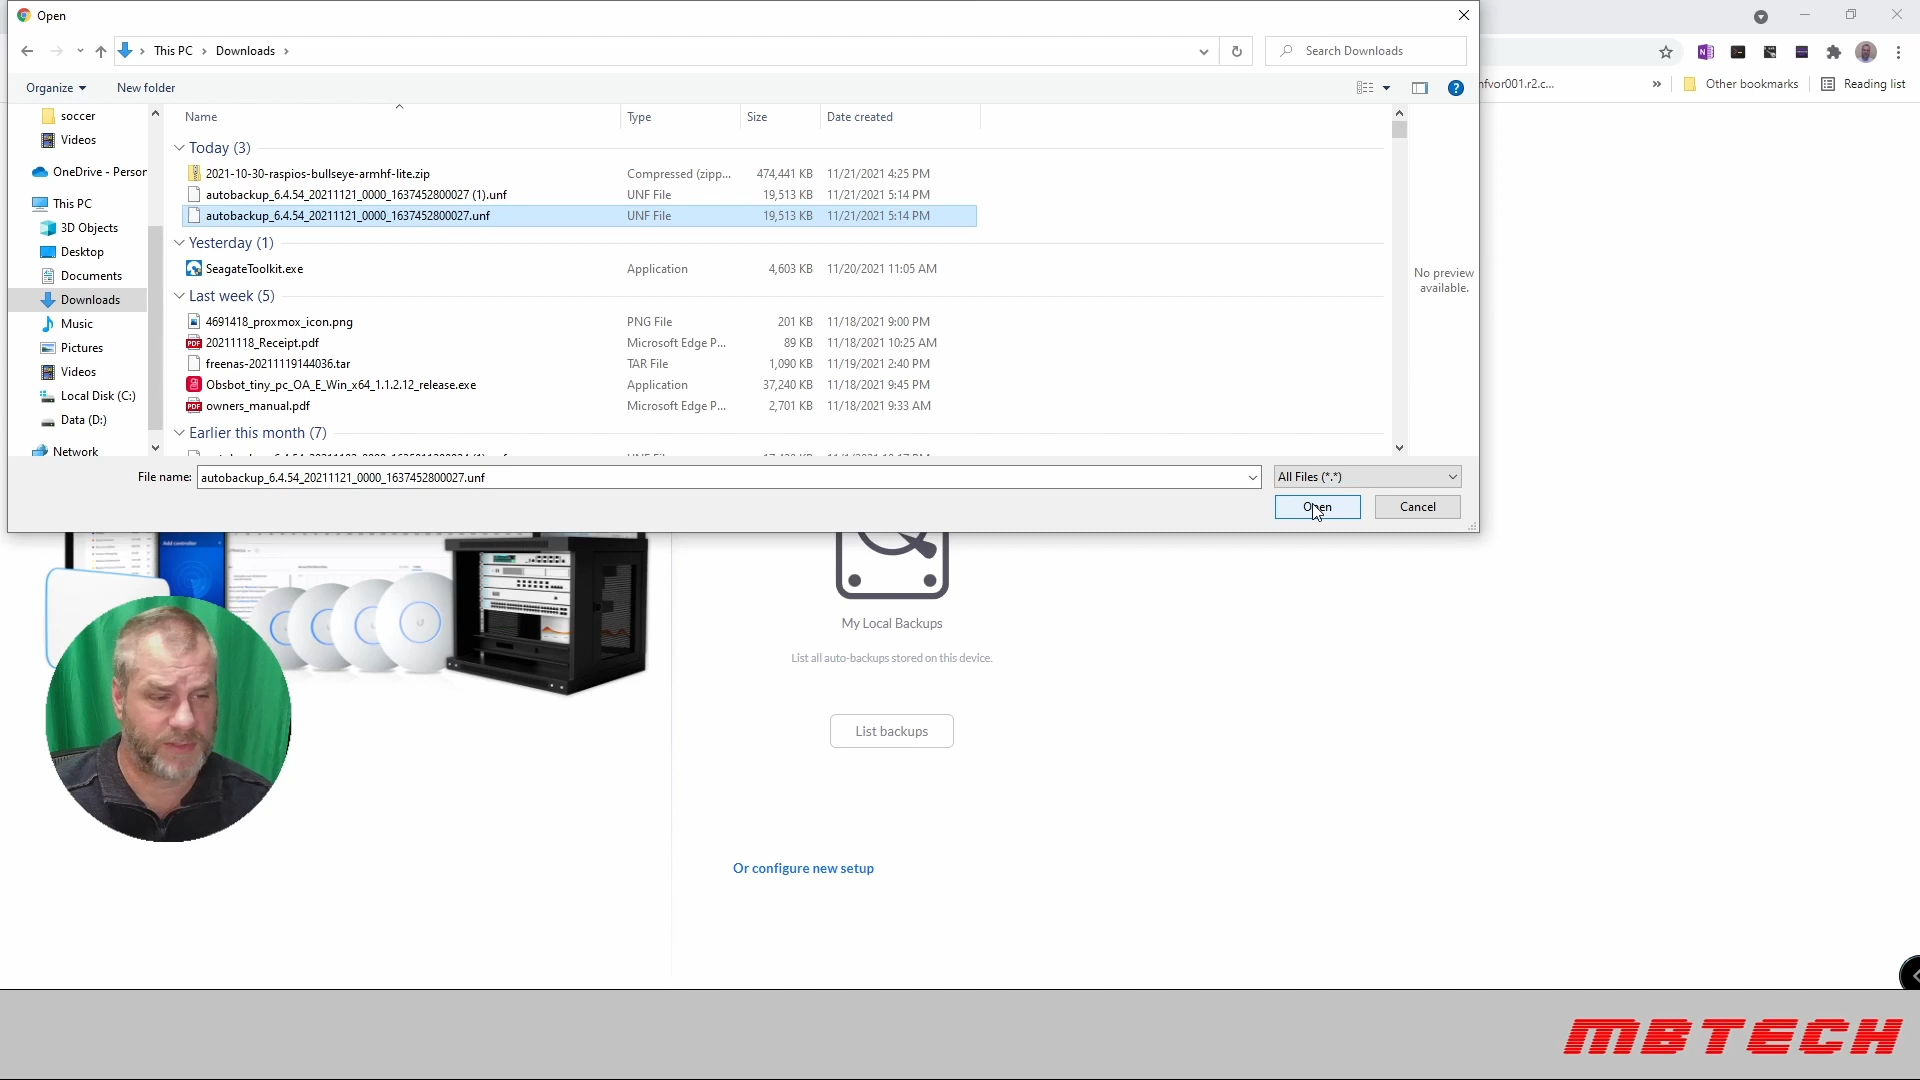 Open
This PC
Downloads
Search Downloads
Organize
New folder
soccer
Videos
OneDrive - Person
This PC
3D Objects
Desktop
Documents
Downloads
Music
Pictures
Videos
Local Disk (C:)
Data (D:)
Network
Name Type Size Date created
Today (3)
2021-10-30-raspios-bullseye-armhf-lite.zip Compressed (zipp... 474,441 KB 11/21/2021 4:25 PM
autobackup_6.4.54_20211121_0000_1637452800027 (1).unf UNF File 19,513 KB 11/21/2021 5:14 PM
autobackup_6.4.54_20211121_0000_1637452800027.unf UNF File 19,513 KB 11/21/2021 5:14 PM
Yesterday (1)
SeagateToolkit.exe Application 4,603 KB 11/20/2021 11:05 AM
Last week (5)
4691418_proxmox_icon.png PNG File 201 KB 11/18/2021 9:00 PM
20211118_Receipt.pdf Microsoft Edge P... 89 KB 11/18/2021 10:25 AM
freenas-20211119144036.tar TAR File 1,090 KB 11/19/2021 2:40 PM
Obsbot_tiny_pc_OA_E_Win_x64_1.1.2.12_release.exe Application 37,240 KB 11/18/2021 9:45 PM
owners_manual.pdf Microsoft Edge P... 2,701 KB 11/18/2021 9:33 AM
Earlier this month (7)
No preview
available.
File name: autobackup_6.4.54_20211121_0000_1637452800027.unf
All Files (*.*)
Open
Cancel
nfvor001.r2.c...
»
Other bookmarks
Reading list
Add controller
My Local Backups
List all auto-backups stored on this device.
List backups
Or configure new setup
MBTECH